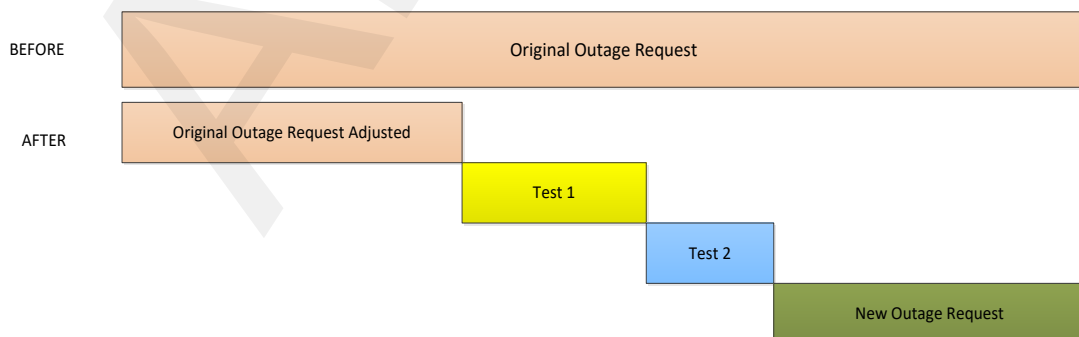 BEFORE
Original Outage Request
AFTER
Original Outage Request Adjusted
Test 1
Test 2
New Outage Request